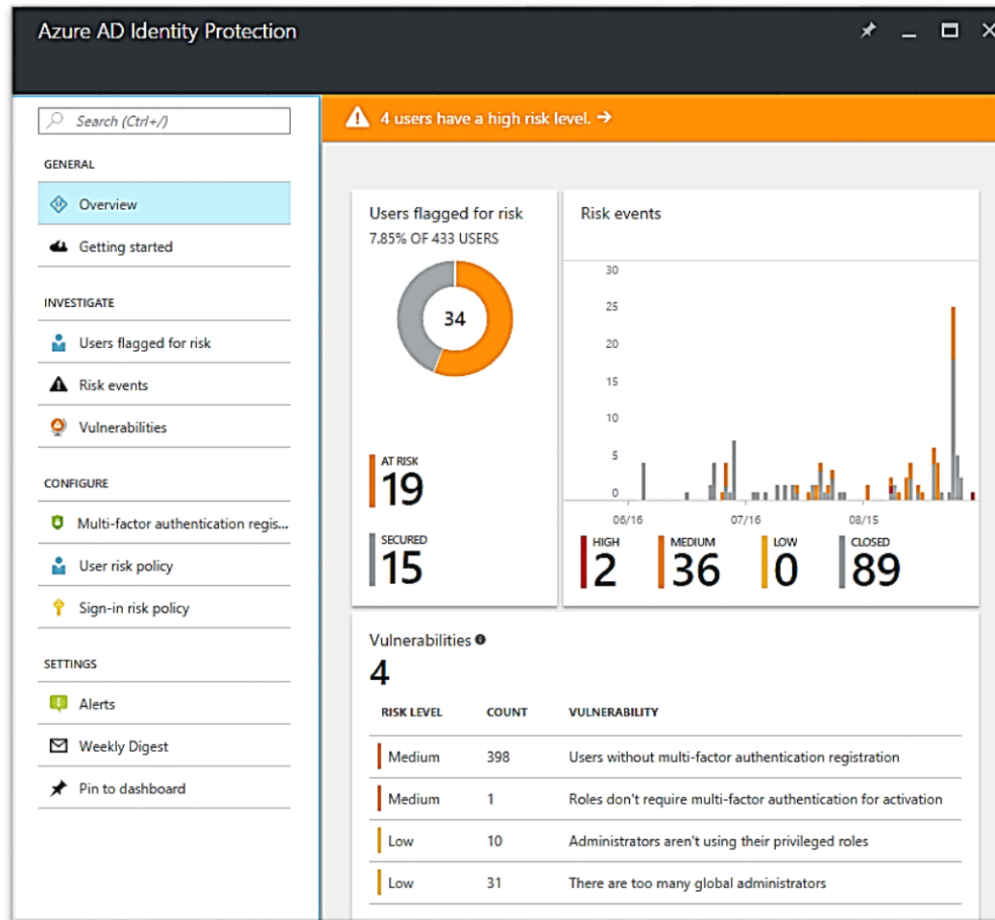 Azure AD Identity Protection
Search (Ctrl+/)
GENERAL
Overview
Getting started
INVESTIGATE
Users flagged for risk
Risk events
Vulnerabilities
CONFIGURE
Multi-factor authentication regis...
User risk policy
Sign-in risk policy
SETTINGS
Alerts
Weekly Digest
Pin to dashboard
4 users have a high risk level. →
Users flagged for risk
7.85% OF 433 USERS
34
AT RISK
19
SECURED
15
Risk events
30
25
20
15
10
5
0
06/16 07/16 08/15
HIGH MEDIUM LOW CLOSED
2 36 0 89
Vulnerabilities
4
RISK LEVEL COUNT VULNERABILITY
Medium 398 Users without multi-factor authentication registration
Medium 1 Roles don't require multi-factor authentication for activation
Low 10 Administrators aren't using their privileged roles
Low 31 There are too many global administrators